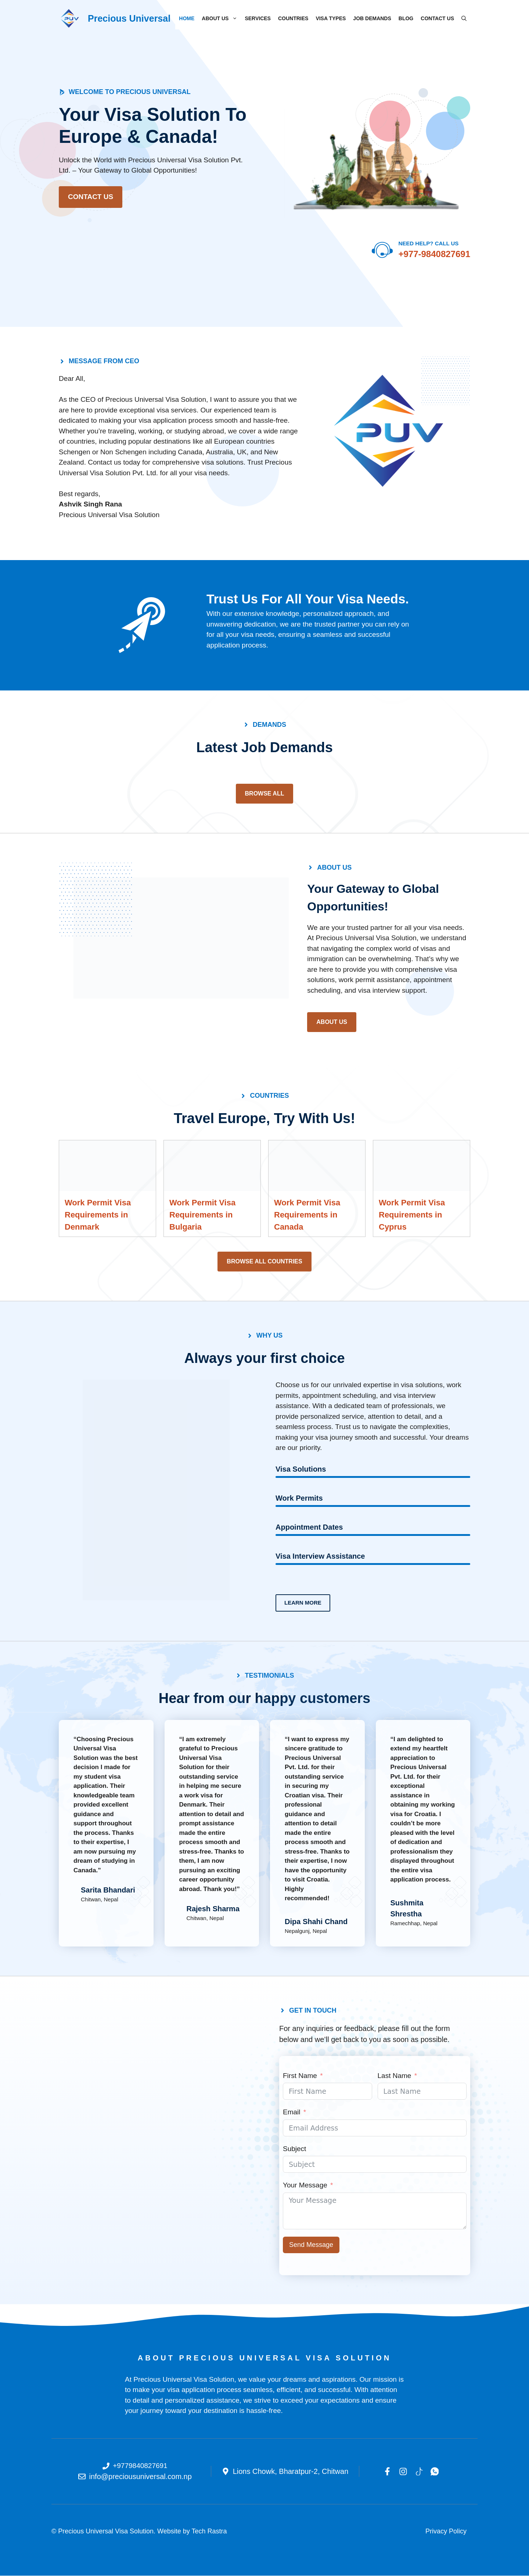 PUV
Precious Universal
HOME
ABOUT US
SERVICES
COUNTRIES
VISA TYPES
JOB DEMANDS
BLOG
CONTACT US
WELCOME TO PRECIOUS UNIVERSAL
Your Visa Solution To
Europe & Canada!
Unlock the World with Precious Universal Visa Solution Pvt.
Ltd. – Your Gateway to Global Opportunities!
CONTACT US
NEED HELP? CALL US
+977-9840827691
MESSAGE FROM CEO
Dear All,
As the CEO of Precious Universal Visa Solution, I want to assure you that we
are here to provide exceptional visa services. Our experienced team is
dedicated to making your visa application process smooth and hassle-free.
Whether you're traveling, working, or studying abroad, we cover a wide range
of countries, including popular destinations like all European countries
Schengen or Non Schengen including Canada, Australia, UK, and New
Zealand. Contact us today for comprehensive visa solutions. Trust Precious
Universal Visa Solution Pvt. Ltd. for all your visa needs.
Best regards,
Ashvik Singh Rana
Precious Universal Visa Solution
PUV
Trust Us For All Your Visa Needs.
With our extensive knowledge, personalized approach, and
unwavering dedication, we are the trusted partner you can rely on
for all your visa needs, ensuring a seamless and successful
application process.
DEMANDS
Latest Job Demands
BROWSE ALL
ABOUT US
Your Gateway to Global
Opportunities!
We are your trusted partner for all your visa needs.
At Precious Universal Visa Solution, we understand
that navigating the complex world of visas and
immigration can be overwhelming. That's why we
are here to provide you with comprehensive visa
solutions, work permit assistance, appointment
scheduling, and visa interview support.
ABOUT US
COUNTRIES
Travel Europe, Try With Us!
Work Permit Visa
Requirements in
Denmark
Work Permit Visa
Requirements in
Bulgaria
Work Permit Visa
Requirements in
Canada
Work Permit Visa
Requirements in
Cyprus
BROWSE ALL COUNTRIES
WHY US
Always your first choice
Choose us for our unrivaled expertise in visa solutions, work
permits, appointment scheduling, and visa interview
assistance. With a dedicated team of professionals, we
provide personalized service, attention to detail, and a
seamless process. Trust us to navigate the complexities,
making your visa journey smooth and successful. Your dreams
are our priority.
Visa Solutions
Work Permits
Appointment Dates
Visa Interview Assistance
LEARN MORE
TESTIMONIALS
Hear from our happy customers
"Choosing Precious
Universal Visa
Solution was the best
decision I made for
my student visa
application. Their
knowledgeable team
provided excellent
guidance and
support throughout
the process. Thanks
to their expertise, I
am now pursuing my
dream of studying in
Canada."
Sarita Bhandari
Chitwan, Nepal
"I am extremely
grateful to Precious
Universal Visa
Solution for their
outstanding service
in helping me secure
a work visa for
Denmark. Their
attention to detail and
prompt assistance
made the entire
process smooth and
stress-free. Thanks to
them, I am now
pursuing an exciting
career opportunity
abroad. Thank you!"
Rajesh Sharma
Chitwan, Nepal
"I want to express my
sincere gratitude to
Precious Universal
Pvt. Ltd. for their
outstanding service
in securing my
Croatian visa. Their
professional
guidance and
attention to detail
made the entire
process smooth and
stress-free. Thanks to
their expertise, I now
have the opportunity
to visit Croatia.
Highly
recommended!
Dipa Shahi Chand
Nepalgunj, Nepal
"I am delighted to
extend my heartfelt
appreciation to
Precious Universal
Pvt. Ltd. for their
exceptional
assistance in
obtaining my working
visa for Croatia. I
couldn't be more
pleased with the level
of dedication and
professionalism they
displayed throughout
the entire visa
application process.
Sushmita
Shrestha
Ramechhap, Nepal
GET IN TOUCH
For any inquiries or feedback, please fill out the form
below and we'll get back to you as soon as possible.
First Name *
Last Name *
First Name
Last Name
Email *
Email Address
Subject
Subject
Your Message *
Your Message
Send Message
ABOUT PRECIOUS UNIVERSAL VISA SOLUTION
At Precious Universal Visa Solution, we value your dreams and aspirations. Our mission is
to make your visa application process seamless, efficient, and successful. With attention
to detail and personalized assistance, we strive to exceed your expectations and ensure
your journey toward your destination is hassle-free.
+9779840827691
info@preciousuniversal.com.np
Lions Chowk, Bharatpur-2, Chitwan
© Precious Universal Visa Solution. Website by Tech Rastra
Privacy Policy